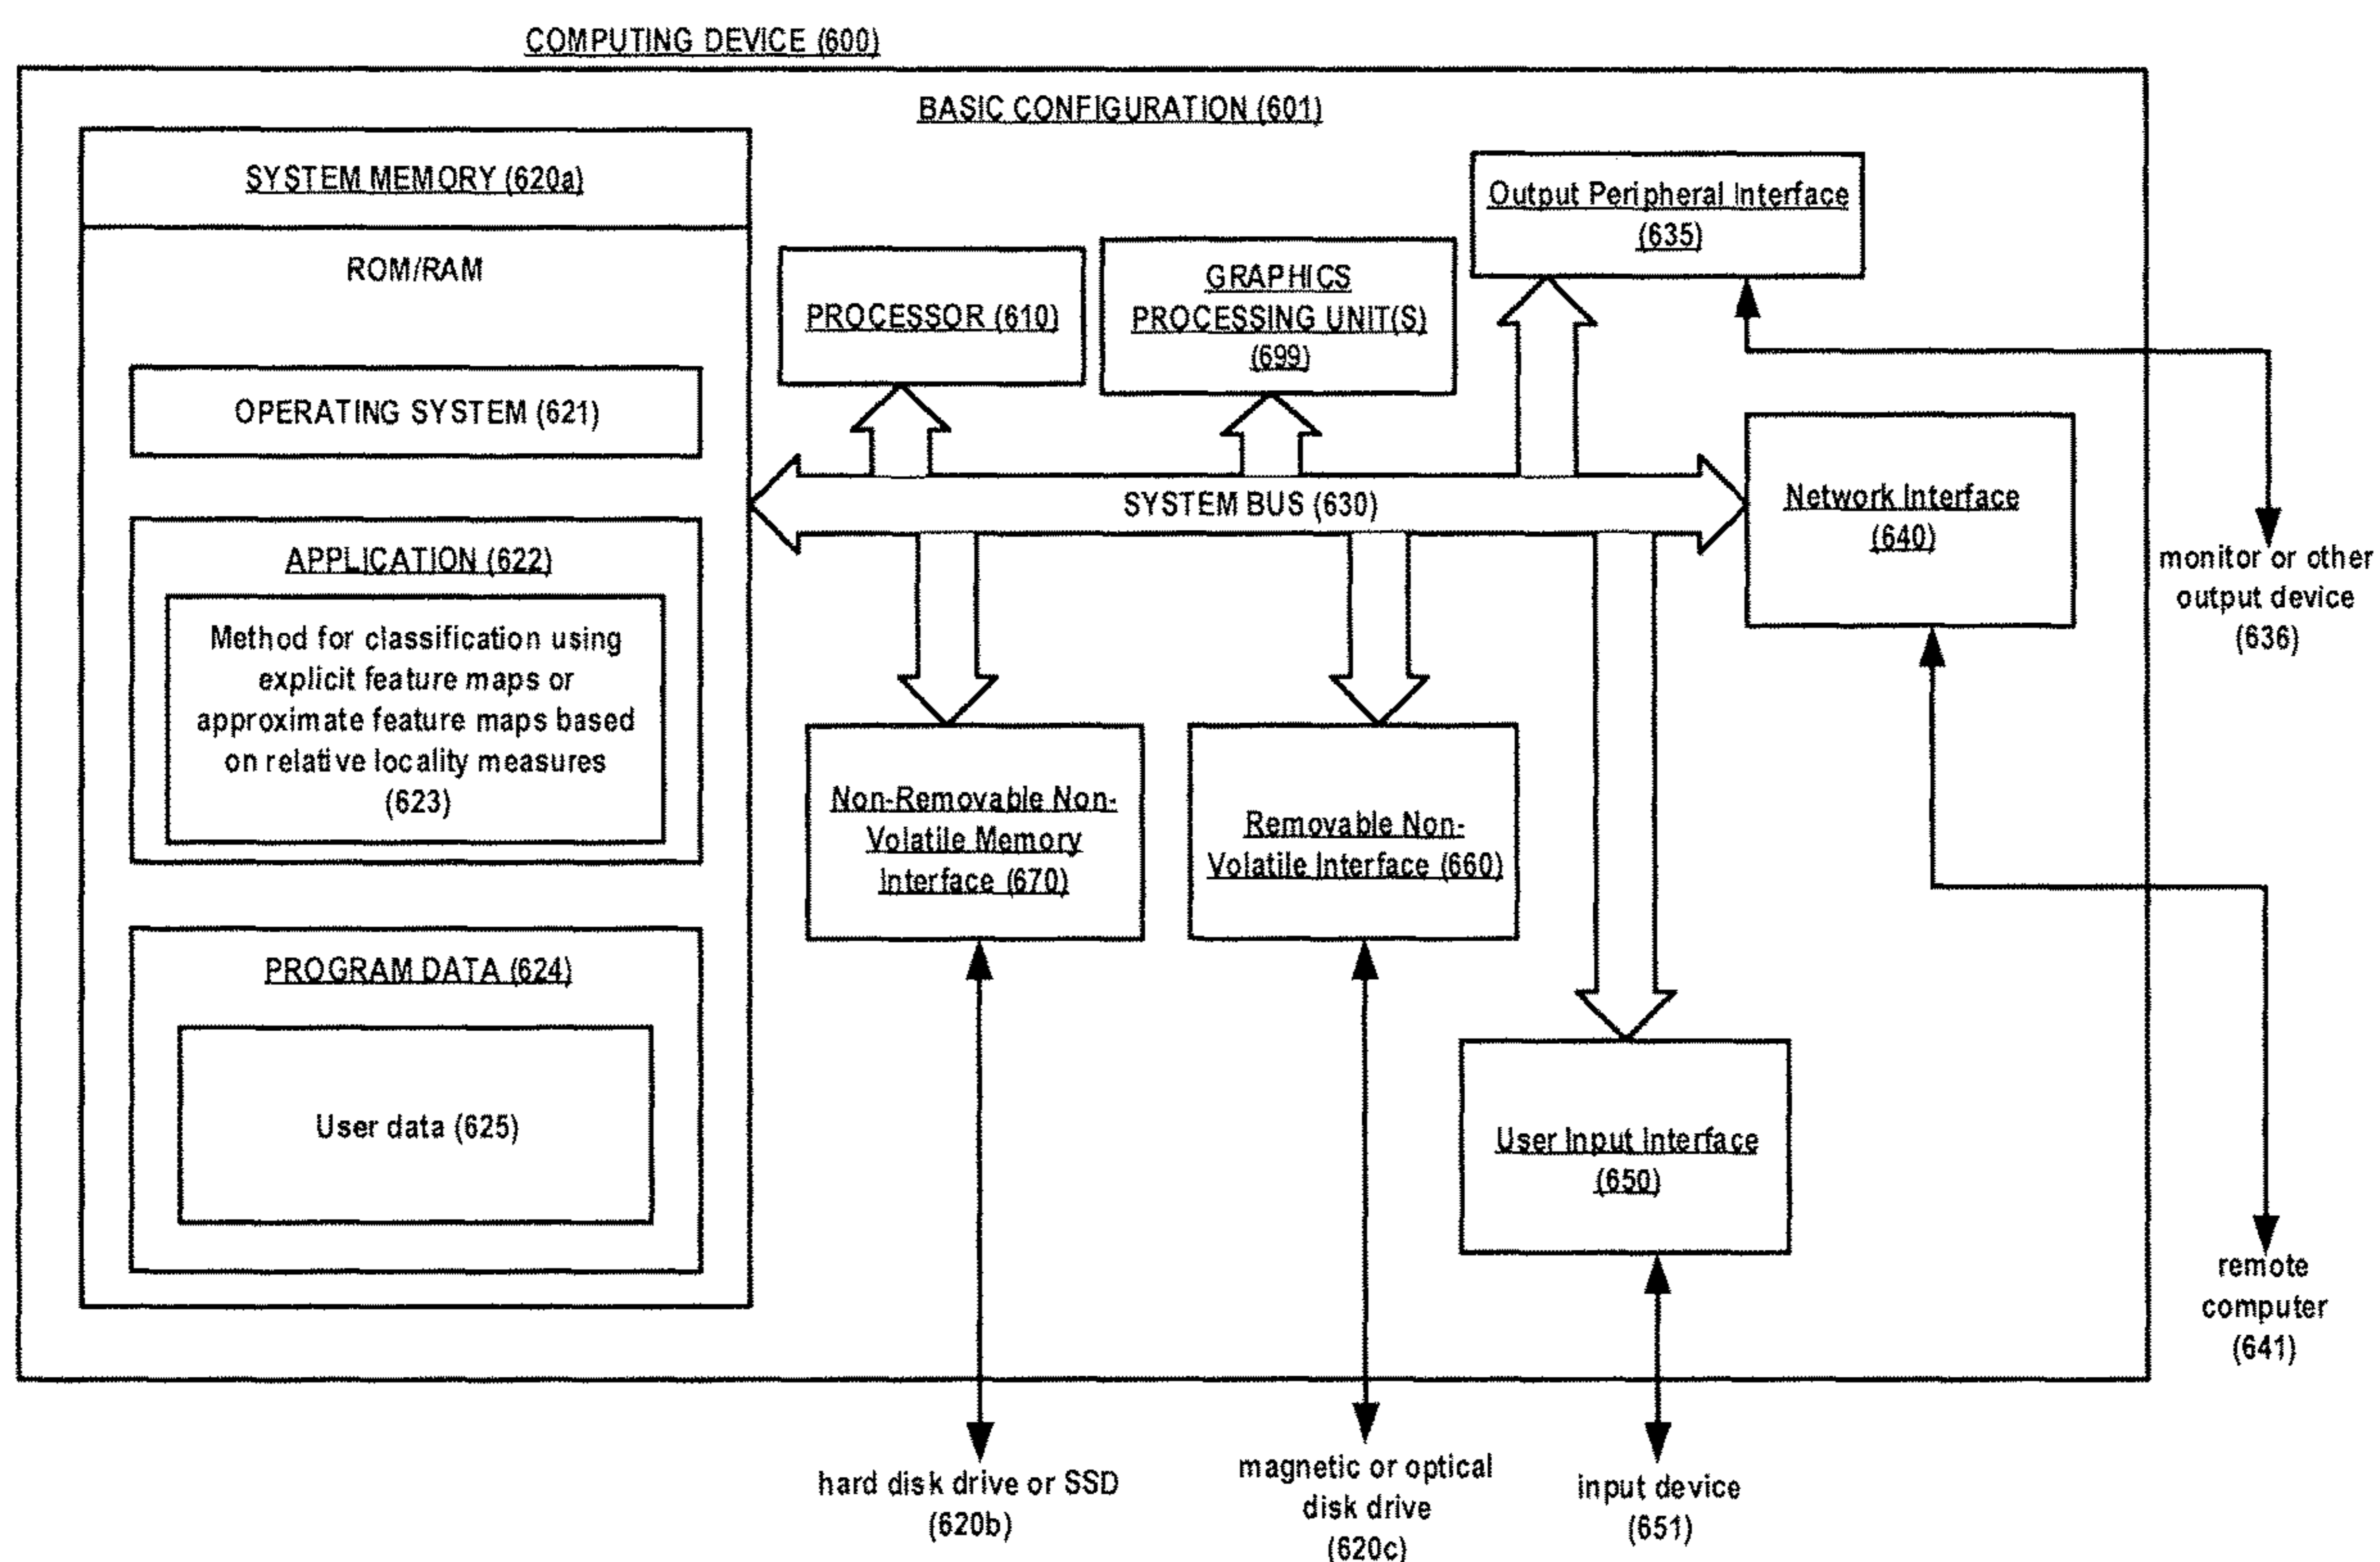 COMPUTING DEVICE (600)
BASIC CONFIGURATION (601)
SYSTEM MEMORY (620a)
ROM/RAM
OPERATING SYSTEM (621)
APPLICATION (622)
Method for classification using
explicit feature maps or
approximate feature maps based
on relative locality measures
(623)
PROGRAM DATA (624)
User data (625)
PROCESSOR (610)
GRAPHICS
PROCESSING UNIT(S)
(699)
Output Peripheral Interface
(635)
SYSTEM BUS (630)
Network Interface
(640)
monitor or other
output device
(636)
Non-Removable Non-
Volatile Memory
Interface (670)
Removable Non-
Volatile Interface (660)
User Input Interface
(650)
remote
computer
(641)
hard disk drive or SSD
(620b)
magnetic or optical
disk drive
(620c)
input device
(651)